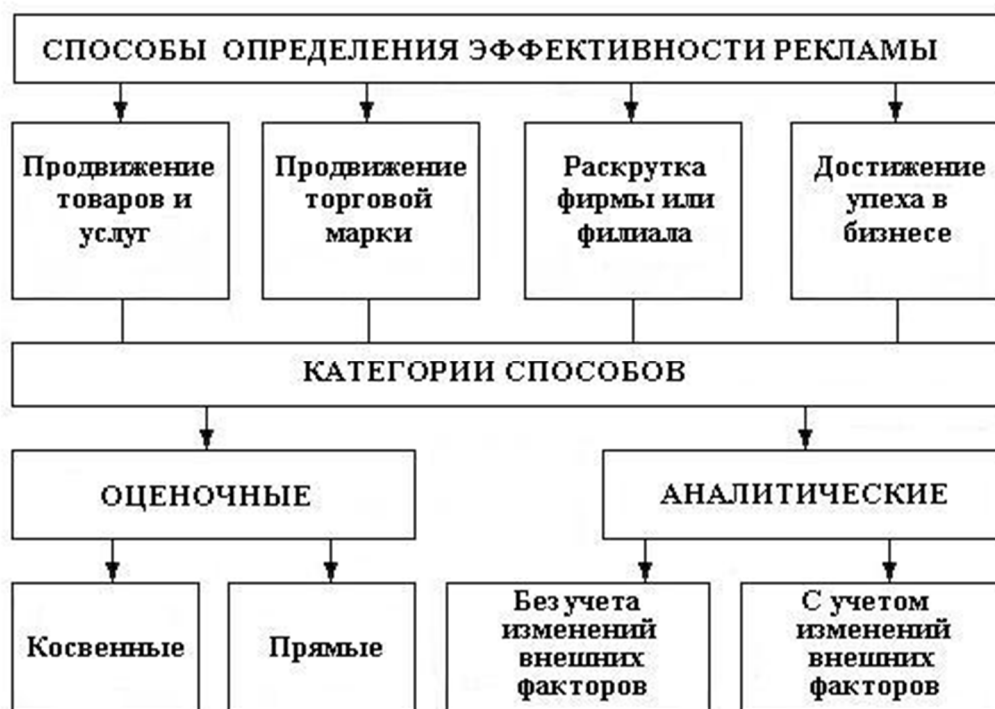 СПОСОБЫ ОПРЕДЕЛЕНИЯ ЭФФЕКТИВНОСТИ РЕКЛАМЫ
Продвижение
товаров и
услуг
Продвижение
торговой
марки
Раскрутка
фирмы или
филиала
Достижение
упеха в
бизнесе
КАТЕГОРИИ СПОСОБОВ
ОЦЕНОЧНЫЕ
АНАЛИТИЧЕСКИЕ
Косвенные
Прямые
Без учета
изменений
внешних
факторов
С учетом
изменений
внешних
факторов